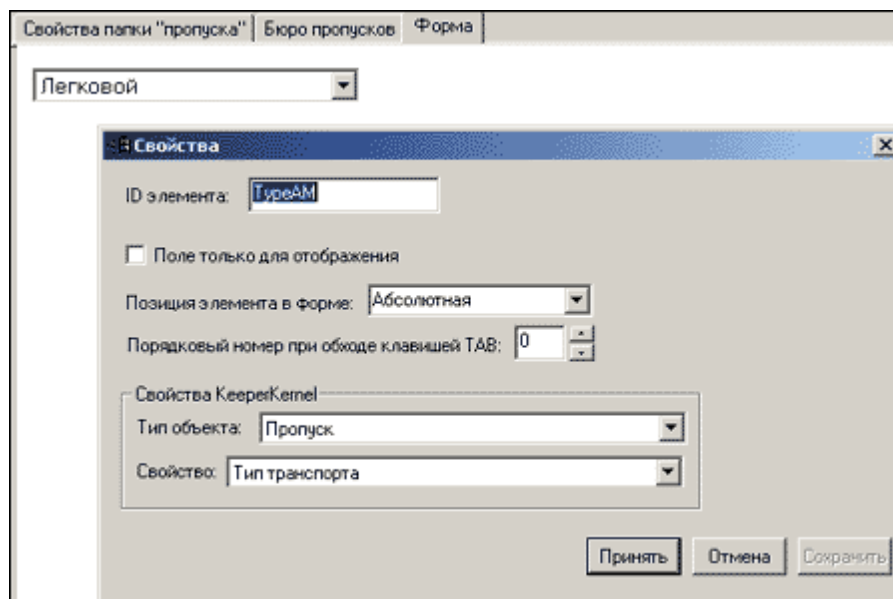 Свойства папки "пропуска" Бюро пропусков Форма
Легковой
Свойства
ID элемента: TypeAM
Поле только для отображения
Позиция элемента в форме: Абсолютная
Порядковый номер при обходе клавишей TAB: 0
Свойства KeeperKernel
Тип объекта: Пропуск
Свойство: Тип транспорта
Принять Отмена Сохранить